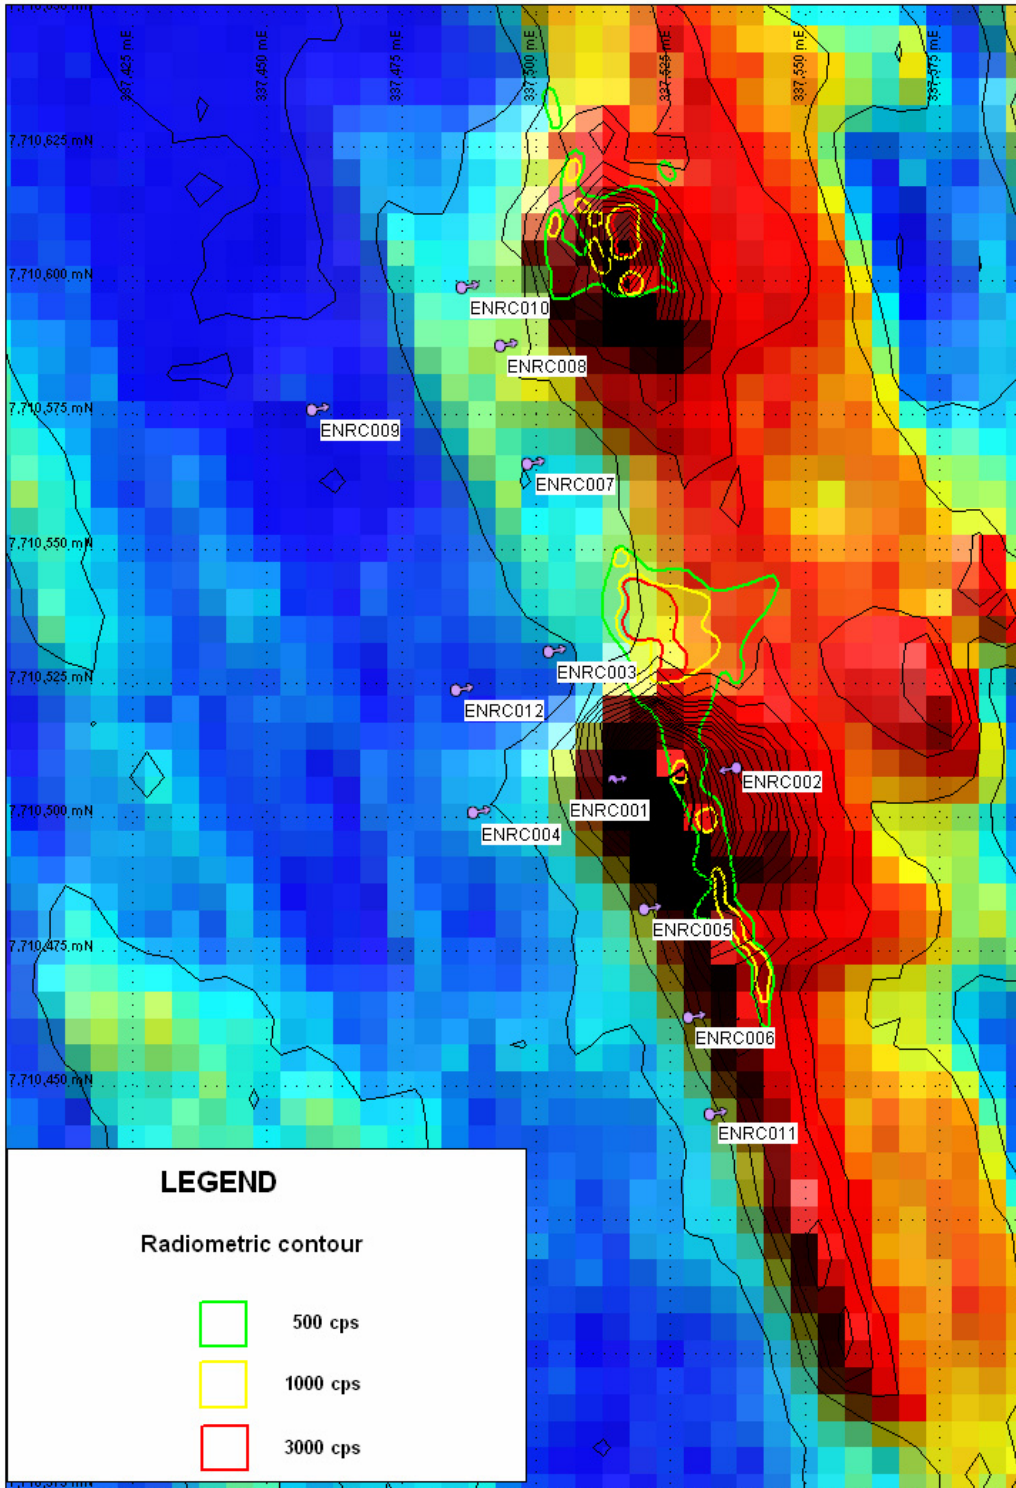 337,425 mE
337,450 mE
337,475 mE
337,500 mE
337,525 mE
337,550 mE
337,575 mE
7,710,625 mN
7,710,600 mN
ENRC010
ENRC008
7,710,575 mN
ENRC009
ENRC007
7,710,550 mN
ENRC003
7,710,525 mN
ENRC012
ENRC002
7,710,500 mN
ENRC001
ENRC004
ENRC005
7,710,475 mN
ENRC006
7,710,450 mN
ENRC011
LEGEND
Radiometric contour
500 cps
1000 cps
3000 cps